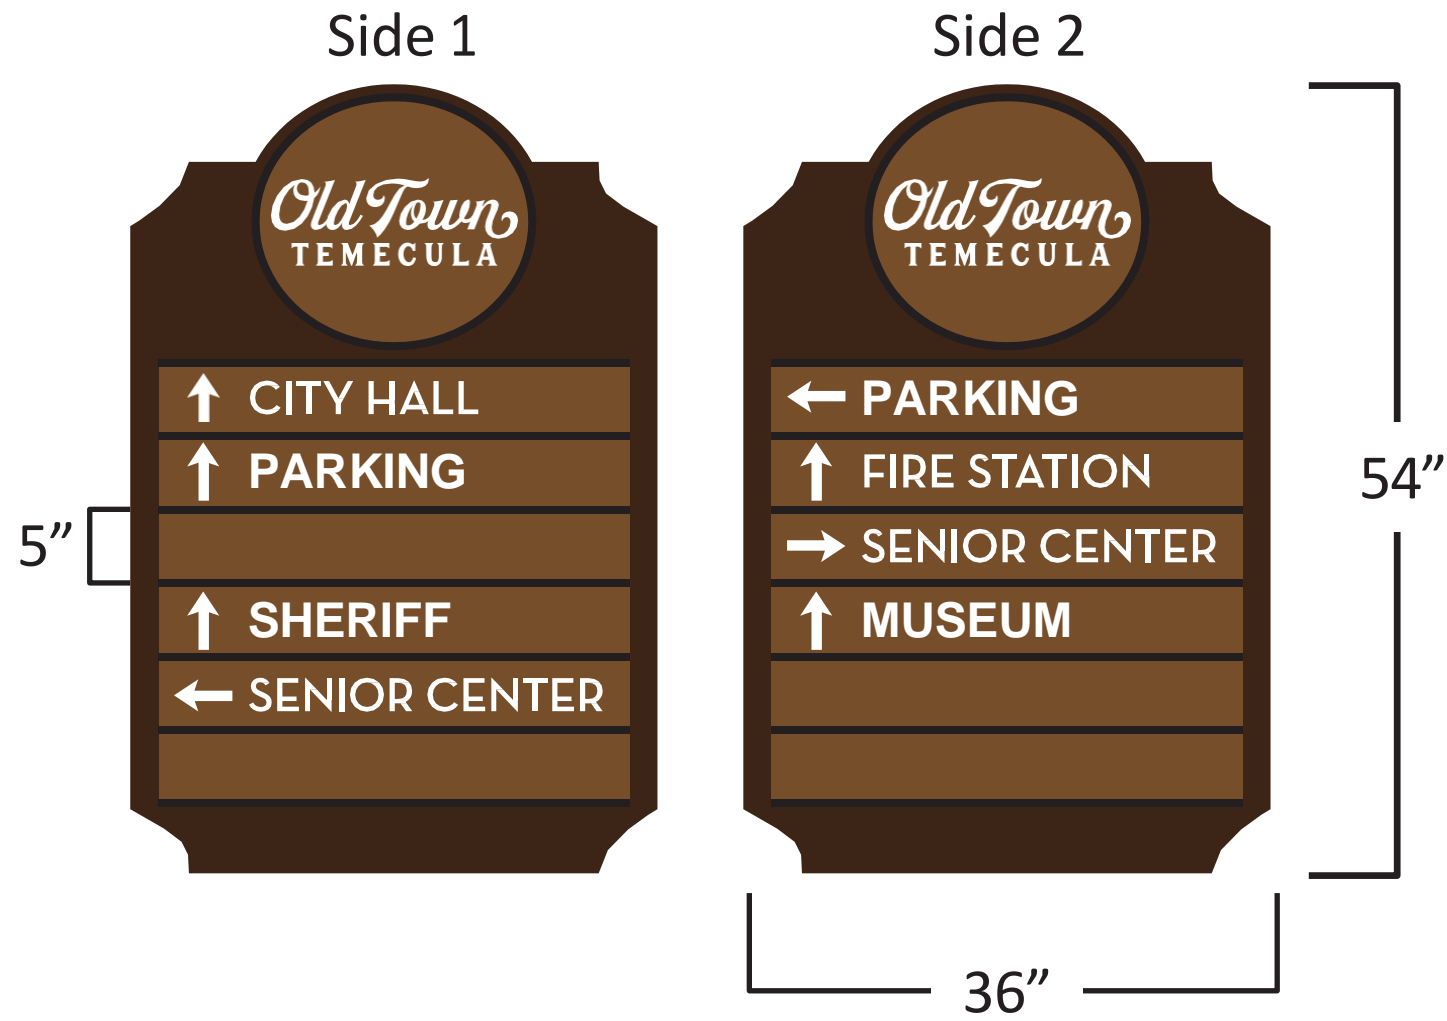 Side 1
Old Town
TEMECULA
↑ CITY HALL
↑ PARKING
5”
↑ SHERIFF
← SENIOR CENTER
Side 2
Old Town
TEMECULA
← PARKING
↑ FIRE STATION
→ SENIOR CENTER
↑ MUSEUM
54”
36”